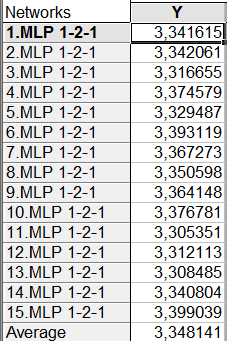 Networks Y
1.MLP 1-2-1 3,341615
2.MLP 1-2-1 3,342061
3.MLP 1-2-1 3,316655
4.MLP 1-2-1 3,374579
5.MLP 1-2-1 3,329487
6.MLP 1-2-1 3,393119
7.MLP 1-2-1 3,367273
8.MLP 1-2-1 3,350598
9.MLP 1-2-1 3,364148
10.MLP 1-2-1 3,376781
11.MLP 1-2-1 3,305351
12.MLP 1-2-1 3,312113
13.MLP 1-2-1 3,308485
14.MLP 1-2-1 3,340804
15.MLP 1-2-1 3,399039
Average 3,348141